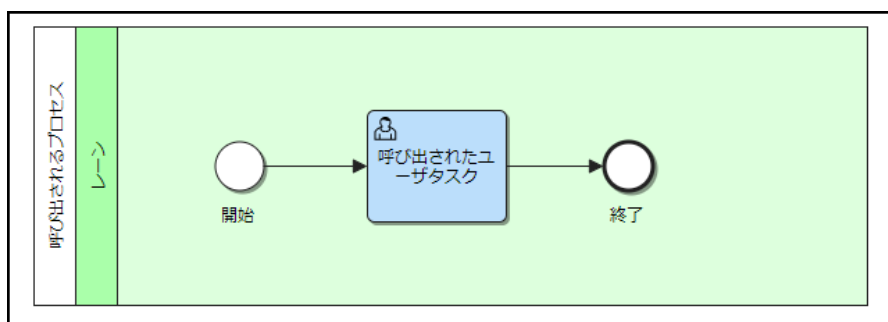 呼び出されるプロセス
レーン
開始
呼び出されたユ
ーザタスク
終了